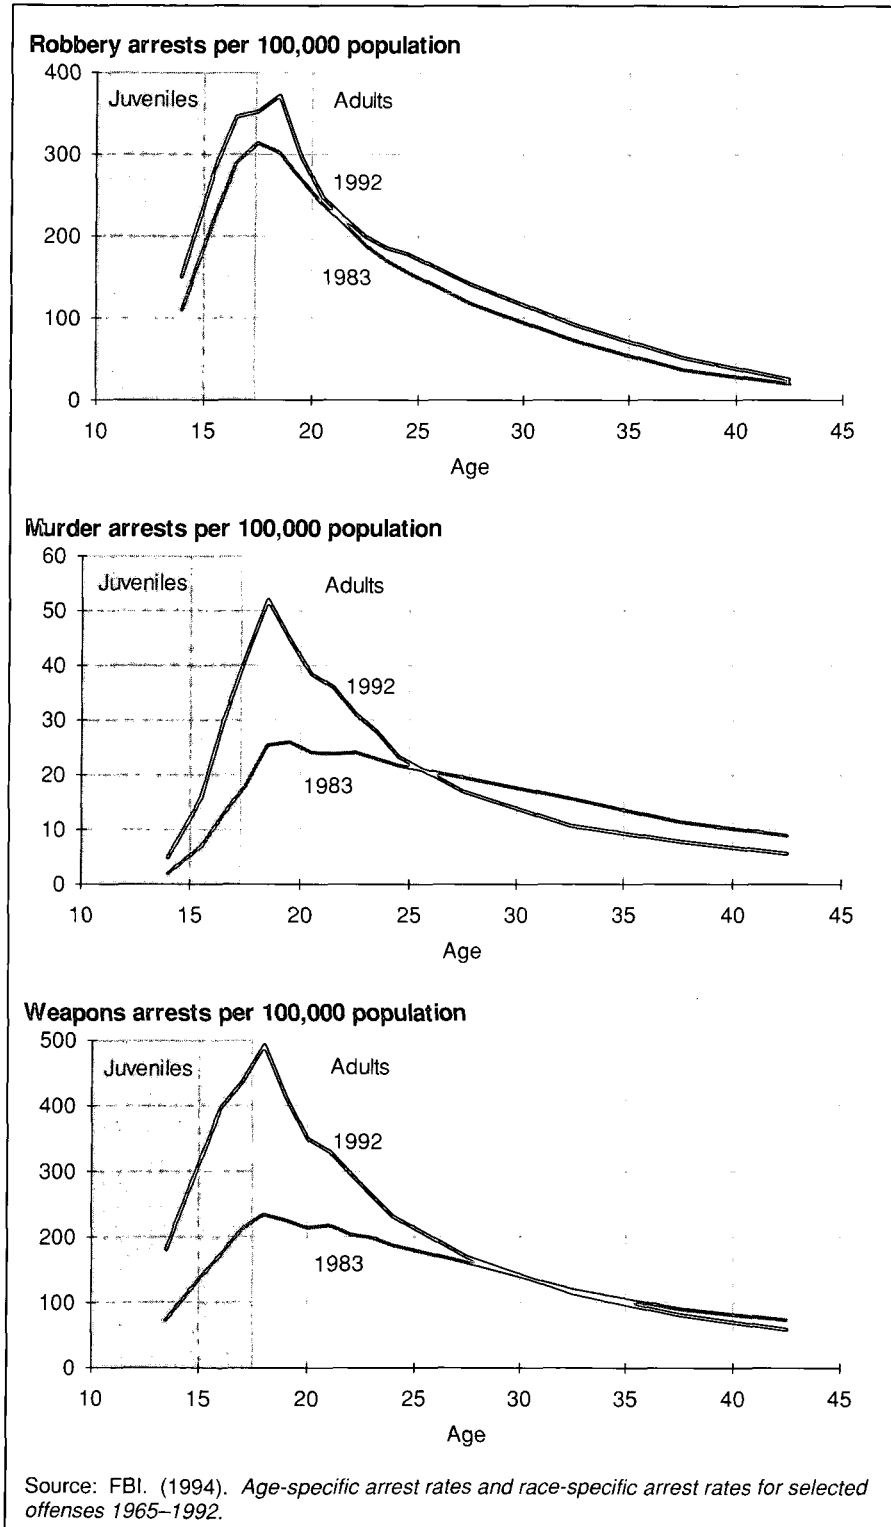 Robbery arrests per 100,000 population
400
Juveniles
Adults
300
1992
200
1983
100
0
10 15 20 25 30 35 40 45
Age
Murder arrests per 100,000 population
60
Juveniles
Adults
50
40
1992
30
20
1983
10
0
10 15 20 25 30 35 40 45
Age
Weapons arrests per 100,000 population
500
Juveniles
Adults
400
1992
300
200
1983
100
0
10 15 20 25 30 35 40 45
Age
Source: FBI. (1994). Age-specific arrest rates and race-specific arrest rates for selected
offenses 1965–1992.